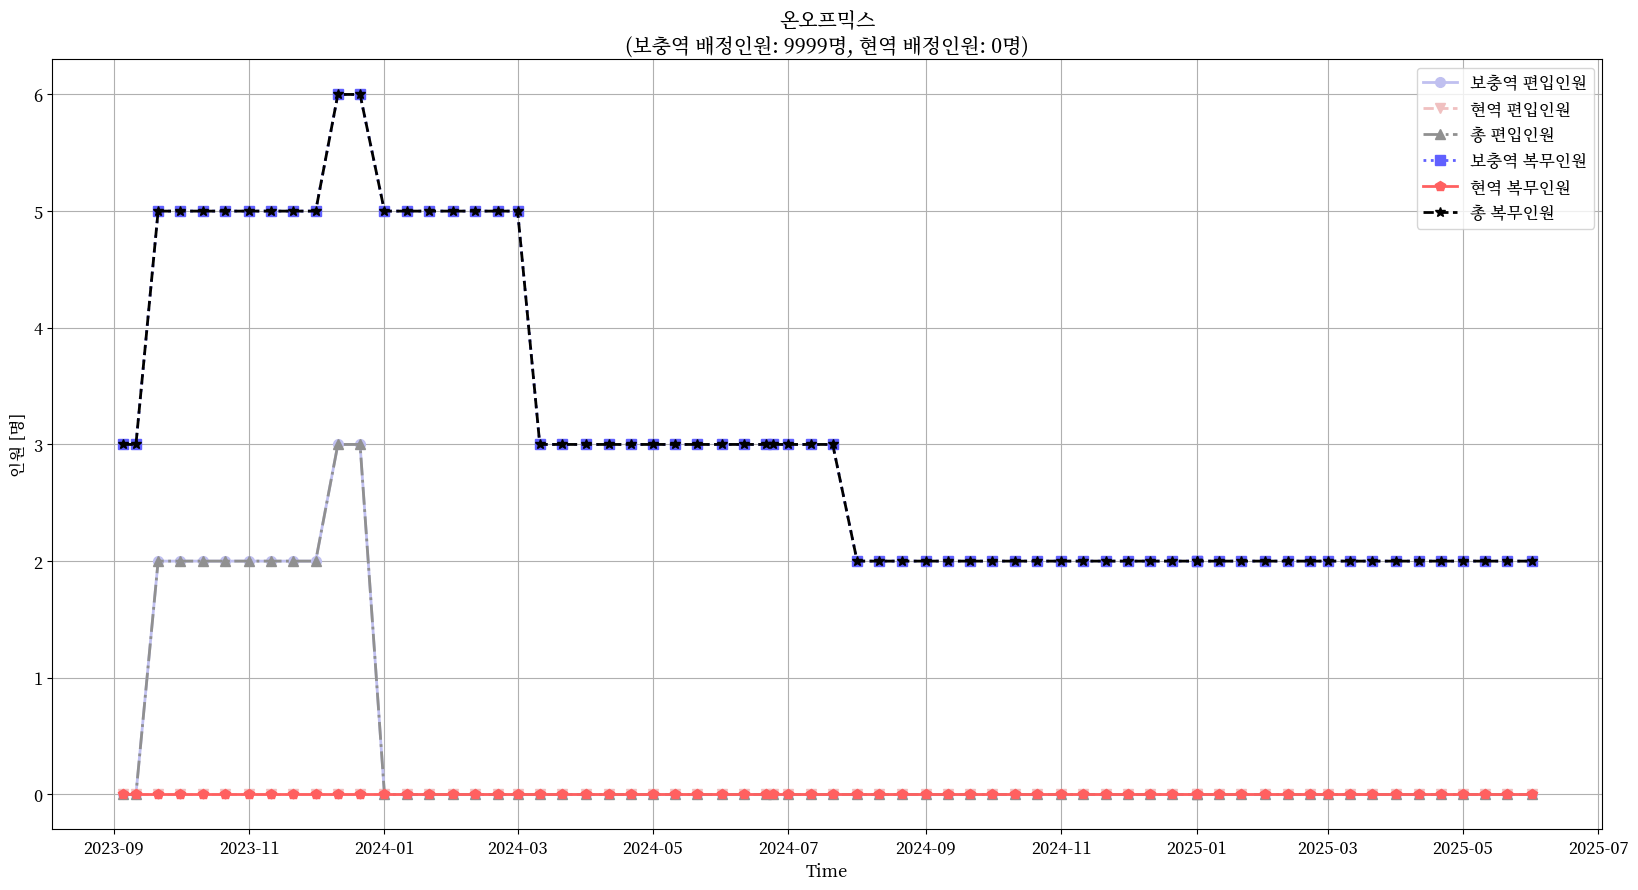 온오프믹스
(보충역 배정인원: 9999명, 현역 배정인원: 0명)
보충역 편입인원
현역 편입인원
총 편입인원
보충역 복무인원
현역 복무인원
총 복무인원
인원 [명]
6
5
4
3
2
1
0
2023-09 2023-11 2024-01 2024-03 2024-05 2024-07 2024-09 2024-11 2025-01 2025-03 2025-05 2025-07
Time